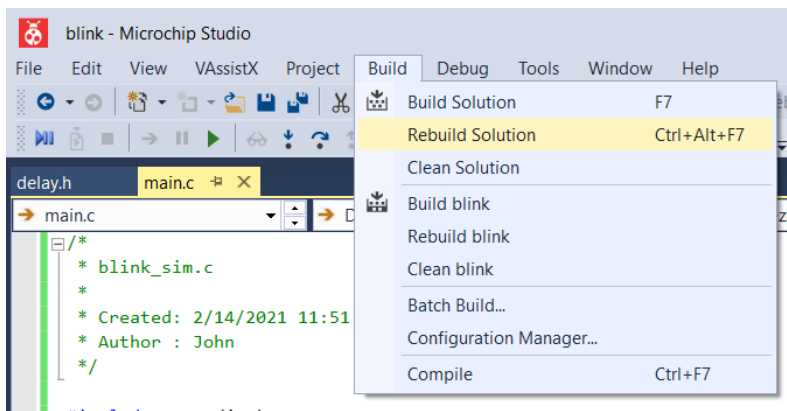 blink - Microchip Studio
File Edit View VAssistX Project Build Debug Tools Window Help
Build Solution F7
Rebuild Solution Ctrl+Alt+F7
Clean Solution
Build blink
Rebuild blink
Clean blink
Batch Build...
Configuration Manager...
Compile Ctrl+F7
delay.h main.c
main.c
/*
* blink_sim.c
*
* Created: 2/14/2021 11:51
* Author : John
*/